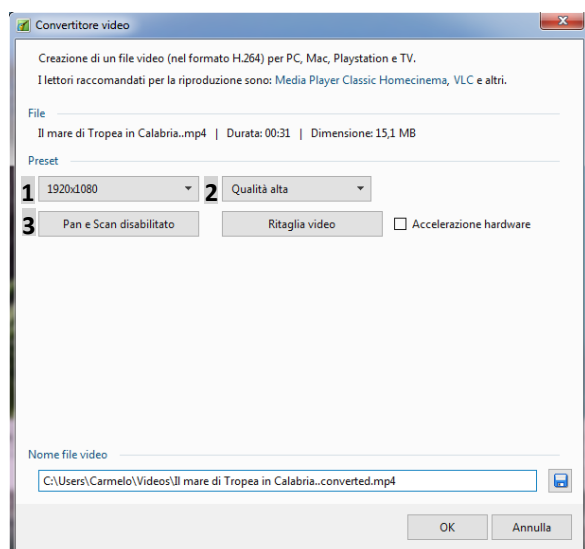 Convertitore video
Creazione di un file video (nel formato H.264) per PC, Mac, Playstation e TV.
I lettori raccomandati per la riproduzione sono: Media Player Classic Homecinema, VLC e altri.
File
Il mare di Tropea in Calabria..mp4 | Durata: 00:31 | Dimensione: 15,1 MB
Preset
1 1920x1080 2 Qualità alta
3 Pan e Scan disabilitato Ritaglia video Accelerazione hardware
Nome file video
C:\Users\Carmelo\Videos\Il mare di Tropea in Calabria..converted.mp4
OK Annulla